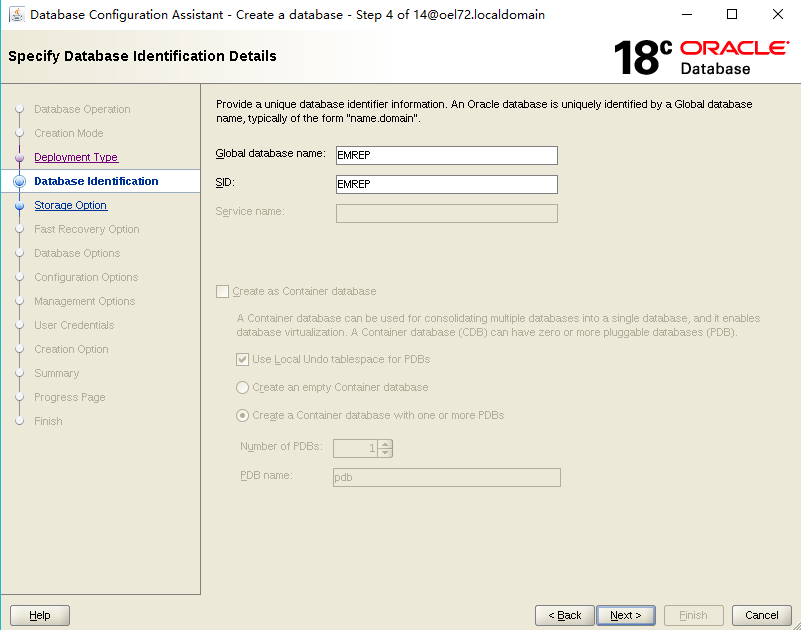 Database Configuration Assistant - Create a database - Step 4 of 14@oel72.localdomain
Specify Database Identification Details
18c ORACLE®
Database
Database Operation
Creation Mode
Deployment Type
Database Identification
Storage Option
Fast Recovery Option
Database Options
Configuration Options
Management Options
User Credentials
Creation Option
Summary
Progress Page
Finish
Provide a unique database identifier information. An Oracle database is uniquely identified by a Global database
name, typically of the form "name.domain".
Global database name: EMREP
SID: EMREP
Service name:
Create as Container database
A Container database can be used for consolidating multiple databases into a single database, and it enables
database virtualization. A Container database (CDB) can have zero or more pluggable databases (PDB).
Use Local Undo tablespace for PDBs
Create an empty Container database
Create a Container database with one or more PDBs
Number of PDBs: 1
PDB name: pdb
Help
< Back
Next >
Finish
Cancel